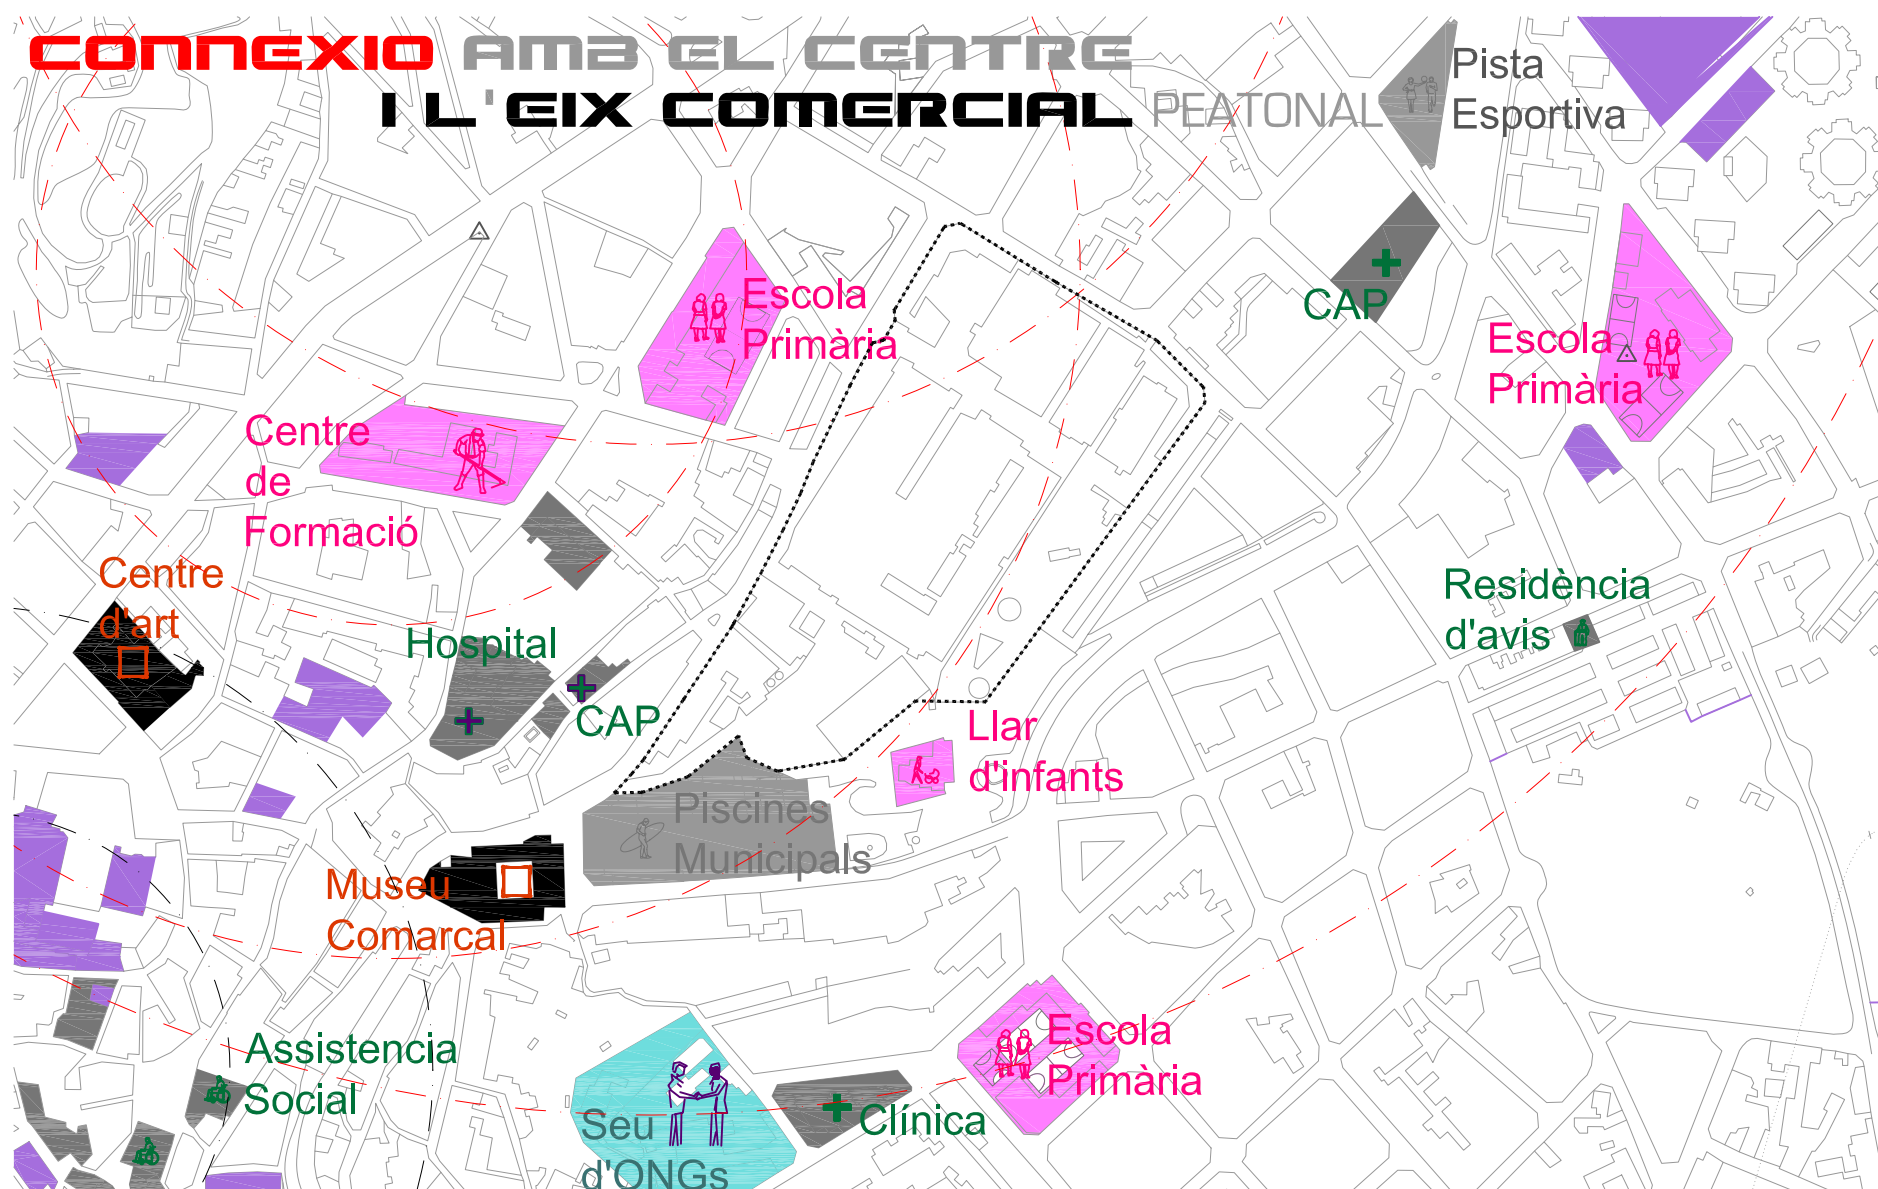 CONNEXIO AMB EL CENTRE
I L'EIX COMERCIAL PEATONAL
Pista
Esportiva
Escola
Primària
CAP
Escola
Primària
Centre
de
Formació
Centre
d'art
Hospital
CAP
Residència
d'avis
Llar
d'infants
Piscines
Municipals
Museu
Comarcal
Assistencia
Social
Escola
Primària
Clínica
Seu
d'ONGs